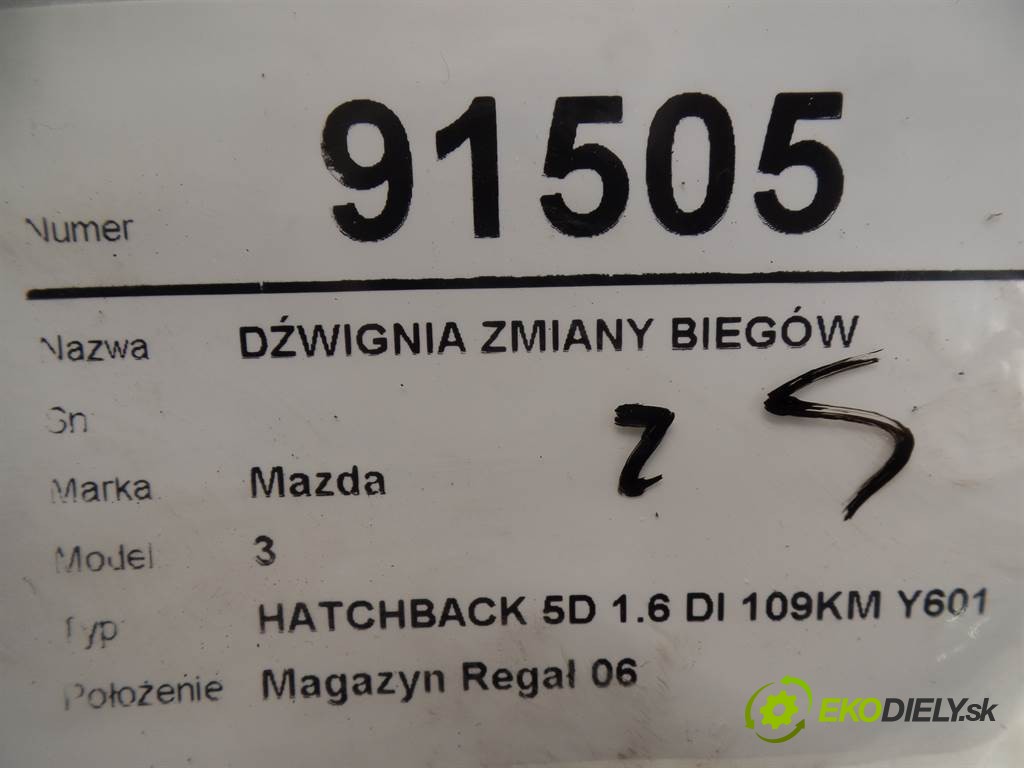 Numer 91505
Nazwa DŹWIGNIA ZMIANY BIEGÓW
Sn
Marka Mazda
Model 3
Typ HATCHBACK 5D 1.6 DI 109KM Y601
Położenie Magazyn Regał 06
EKODIELY.sk